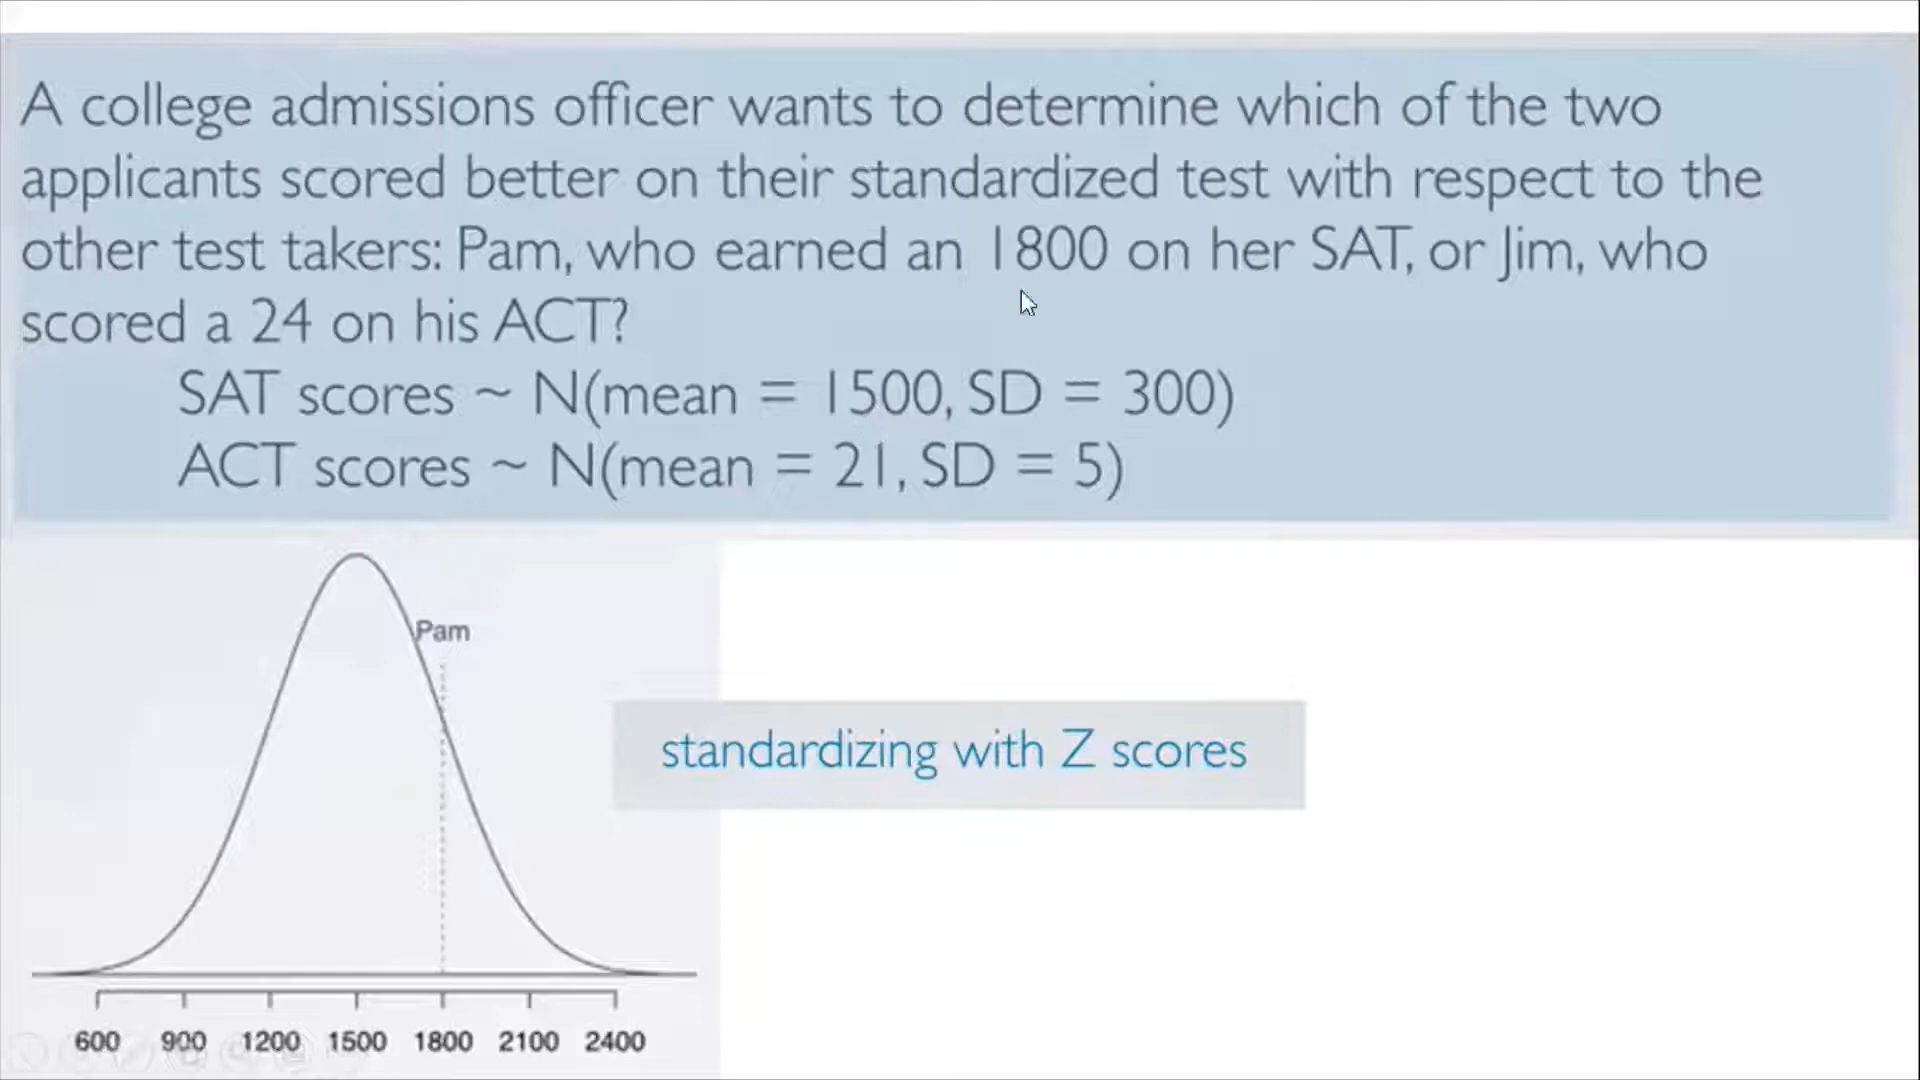 A college admissions officer wants to determine which of the two
applicants scored better on their standardized test with respect to the
other test takers: Pam, who earned an 1800 on her SAT, or Jim, who
scored a 24 on his ACT?
SAT scores ~ N(mean = 1500, SD = 300)
ACT scores ~ N(mean = 21, SD = 5)
Pam
standardizing with Z scores
600 900 1200 1500 1800 2100 2400